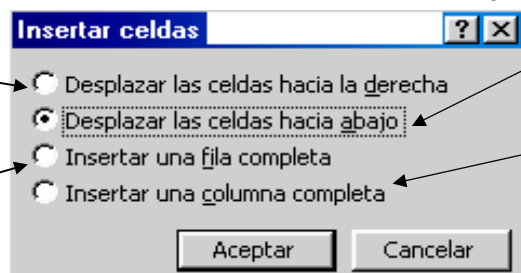 Insertar celdas
Desplazar las celdas hacia la derecha
Desplazar las celdas hacia abajo
Insertar una fila completa
Insertar una columna completa
Aceptar Cancelar